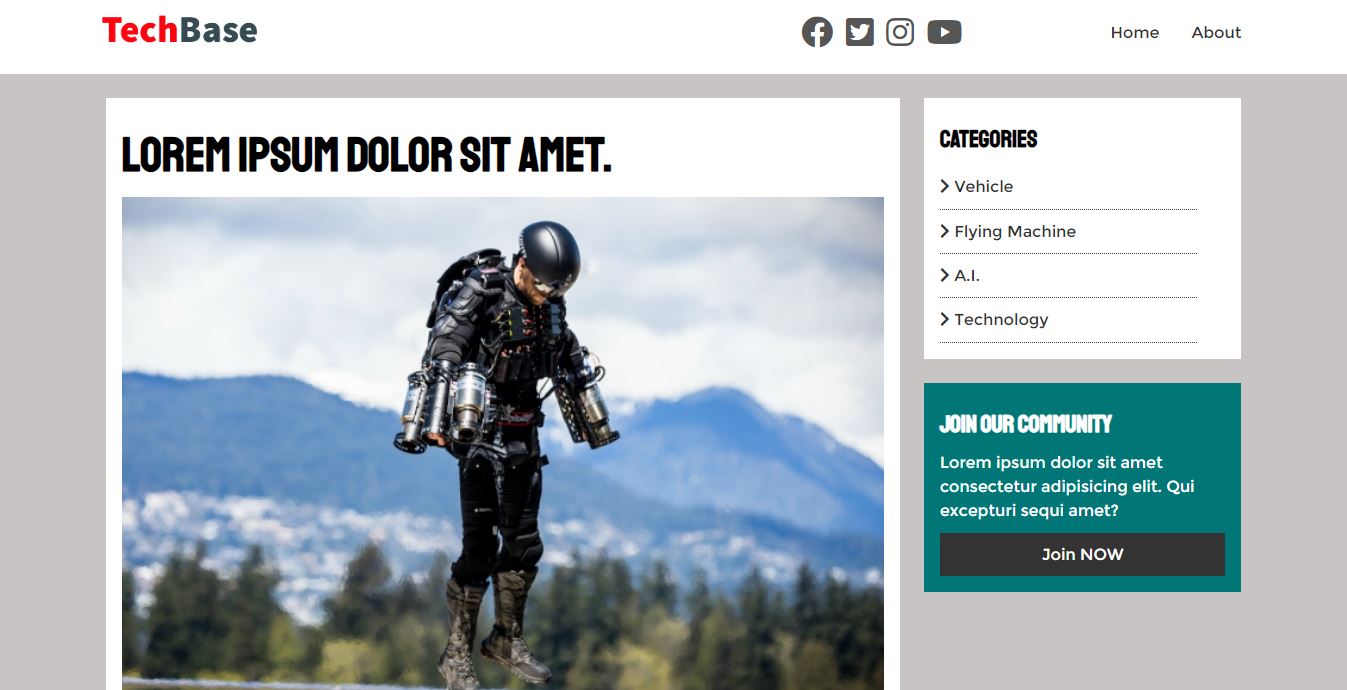 TechBase
Home
About
LOREM IPSUM DOLOR SIT AMET.
CATEGORIES
Vehicle
Flying Machine
A.I.
Technology
JOIN OUR COMMUNITY
Lorem ipsum dolor sit amet
consectetur adipisicing elit. Qui
excepturi sequi amet?
Join NOW